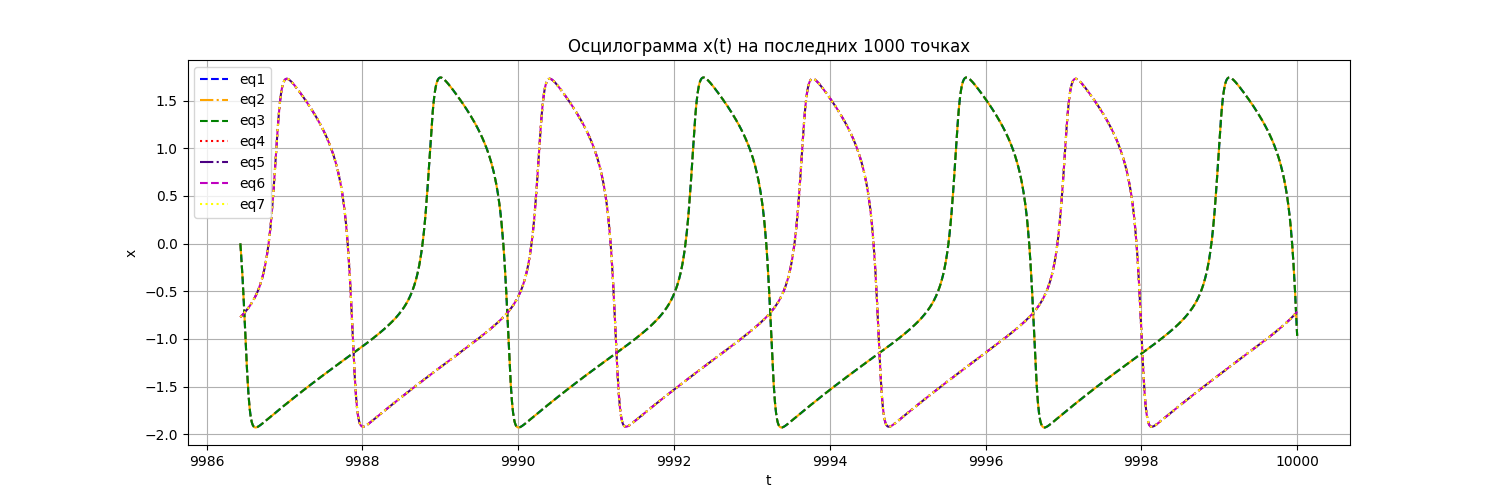 Осцилограмма x(t) на последних 1000 точках
eq1
eq2
eq3
eq4
eq5
eq6
eq7
x
1.5
1.0
0.5
0.0
−0.5
−1.0
−1.5
−2.0
9986 9988 9990 9992 9994 9996 9998 10000
t